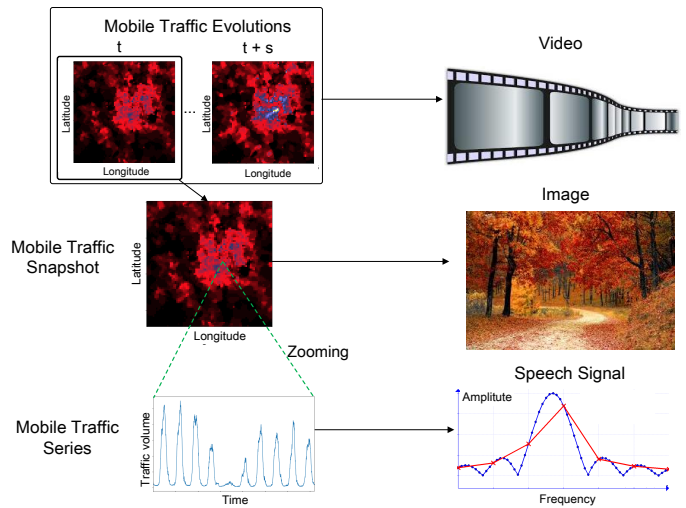 Mobile Traffic Evolutions
t
t + s
Latitude
Longitude
...
Latitude
Longitude
Video
Mobile Traffic
Snapshot
Latitude
Longitude
Image
Zooming
Mobile Traffic
Series
Traffic volume
Time
Speech Signal
Amplitude
Frequency